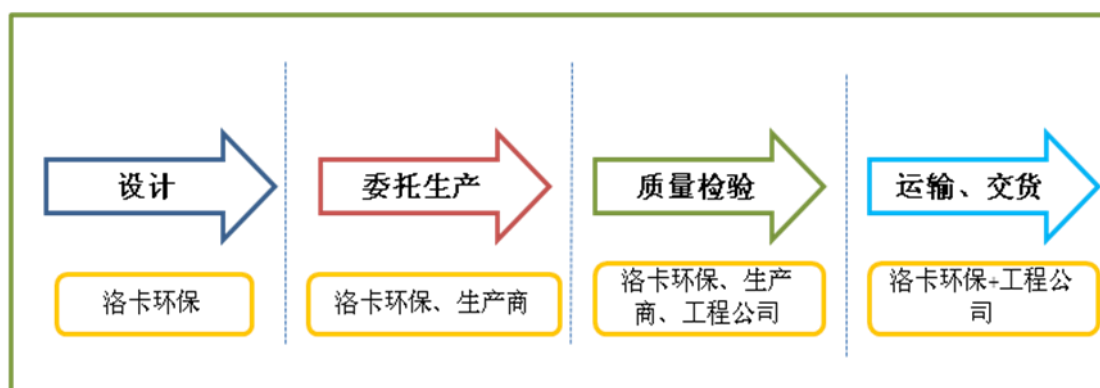 设计
委托生产
质量检验
运输、交货
洛卡环保
洛卡环保、生产商
洛卡环保、生产
商、工程公司
洛卡环保+工程公
司